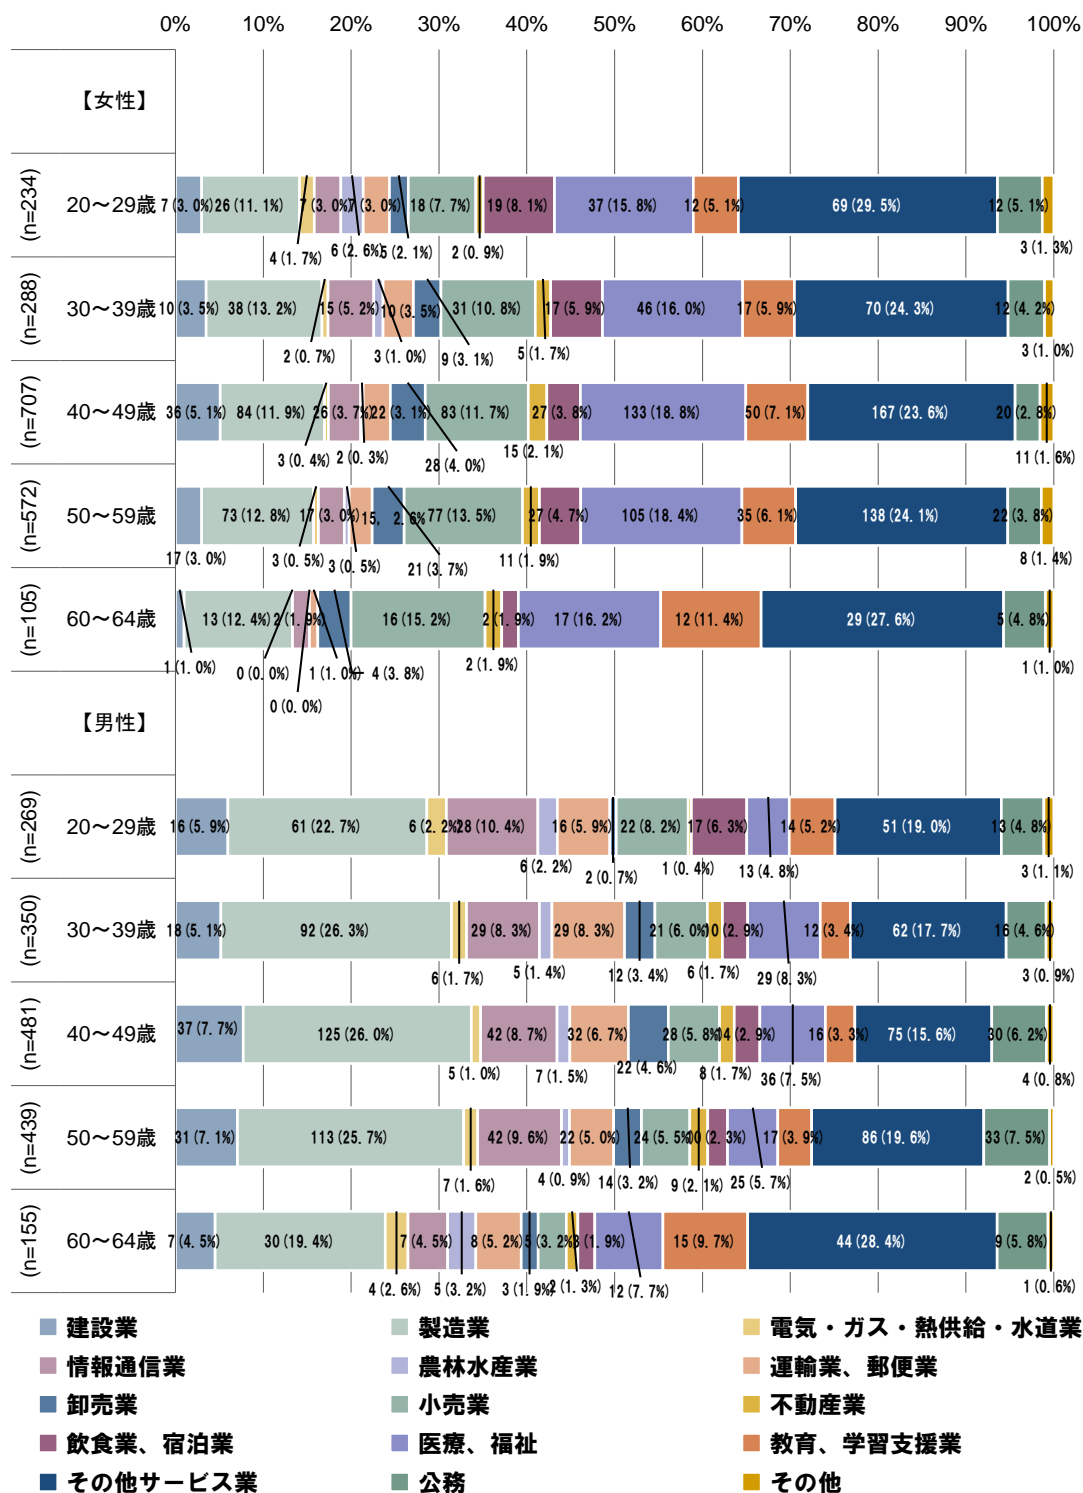 0% 10% 20% 30% 40% 50% 60% 70% 80% 90% 100%
【女性】
(n=234) 20～29歳 7(3.0%) 26(11.1%) 7(3.0%) 7(3.0%) 18(7.7%) 19(8.1%) 37(15.8%) 12(5.1%) 69(29.5%) 12(5.1%)
4(1.7%) 6(2.6%) 5(2.1%) 2(0.9%) 3(1.3%)
(n=288) 30～39歳 10(3.5%) 38(13.2%) 15(5.2%) 10(3.5%) 31(10.8%) 17(5.9%) 46(16.0%) 17(5.9%) 70(24.3%) 12(4.2%)
2(0.7%) 3(1.0%) 9(3.1%) 5(1.7%) 3(1.0%)
(n=707) 40～49歳 36(5.1%) 84(11.9%) 26(3.7%) 22(3.1%) 83(11.7%) 27(3.8%) 133(18.8%) 50(7.1%) 167(23.6%) 20(2.8%)
3(0.4%) 2(0.3%) 28(4.0%) 15(2.1%) 11(1.6%)
(n=572) 50～59歳 73(12.8%) 17(3.0%) 15, 2.6% 77(13.5%) 27(4.7%) 105(18.4%) 35(6.1%) 138(24.1%) 22(3.8%)
17(3.0%) 3(0.5%) 3(0.5%) 21(3.7%) 11(1.9%) 8(1.4%)
(n=105) 60～64歳 13(12.4%) 2(1.9%) 16(15.2%) 2(1.9%) 17(16.2%) 12(11.4%) 29(27.6%) 5(4.8%)
1(1.0%) 0(0.0%) 1(1.0%) 4(3.8%) 2(1.9%) 1(1.0%)
0(0.0%)
【男性】
(n=269) 20～29歳 16(5.9%) 61(22.7%) 6(2.2%) 28(10.4%) 16(5.9%) 22(8.2%) 17(6.3%) 14(5.2%) 51(19.0%) 13(4.8%)
6(2.2%) 2(0.7%) 1(0.4%) 13(4.8%) 3(1.1%)
(n=350) 30～39歳 18(5.1%) 92(26.3%) 29(8.3%) 29(8.3%) 21(6.0%) 10(2.9%) 12(3.4%) 62(17.7%) 16(4.6%)
6(1.7%) 5(1.4%) 12(3.4%) 6(1.7%) 29(8.3%) 3(0.9%)
(n=481) 40～49歳 37(7.7%) 125(26.0%) 42(8.7%) 32(6.7%) 28(5.8%) 14(2.9%) 16(3.3%) 75(15.6%) 30(6.2%)
5(1.0%) 7(1.5%) 22(4.6%) 8(1.7%) 36(7.5%) 4(0.8%)
(n=439) 50～59歳 31(7.1%) 113(25.7%) 42(9.6%) 22(5.0%) 24(5.5%) 10(2.3%) 17(3.9%) 86(19.6%) 33(7.5%)
7(1.6%) 4(0.9%) 14(3.2%) 9(2.1%) 25(5.7%) 2(0.5%)
(n=155) 60～64歳 7(4.5%) 30(19.4%) 7(4.5%) 8(5.2%) 5(3.2%) 3(1.9%) 15(9.7%) 44(28.4%) 9(5.8%)
4(2.6%) 5(3.2%) 3(1.9%) 2(1.3%) 12(7.7%) 1(0.6%)
建設業 製造業 電気・ガス・熱供給・水道業
情報通信業 農林水産業 運輸業、郵便業
卸売業 小売業 不動産業
飲食業、宿泊業 医療、福祉 教育、学習支援業
その他サービス業 公務 その他